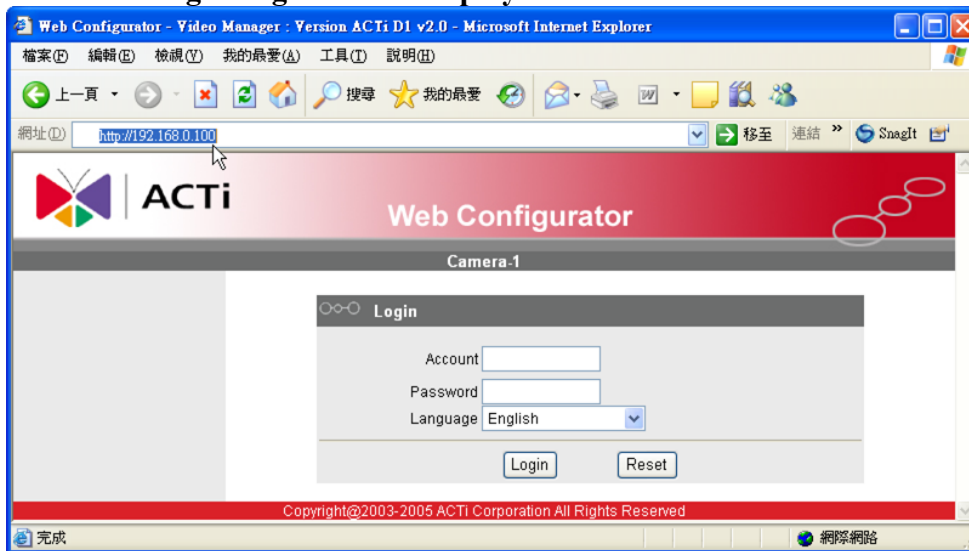 Web Configurator - Video Manager : Version ACTi D1 v2.0 - Microsoft Internet Explorer
檔案(F) 編輯(E) 檢視(V) 我的最愛(A) 工具(T) 說明(H)
上一頁 搜尋 我的最愛
網址(D) http://192.168.0.100 移至 連結 » SnagIt
ACTi
Web Configurator
Camera-1
Login
Account
Password
Language English
Login Reset
Copyright@2003-2005 ACTi Corporation All Rights Reserved
完成 網際網路